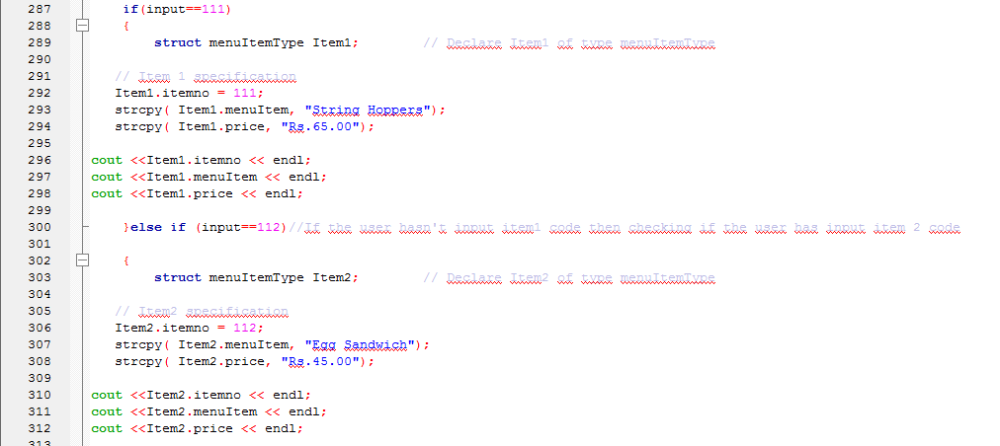 287 if(input==111)
288 {
289 struct menuItemType Item1; // Declare Item1 of type menuItemType
290
291 // Item 1 specification
292 Item1.itemno = 111;
293 strcpy( Item1.menuItem, "String Hoppers");
294 strcpy( Item1.price, "Rs.65.00");
295
296 cout <<Item1.itemno << endl;
297 cout <<Item1.menuItem << endl;
298 cout <<Item1.price << endl;
299
300 }else if (input==112)//If the user hasn't input item1 code then checking if the user has input item 2 code
301
302 {
303 struct menuItemType Item2; // Declare Item2 of type menuItemType
304
305 // Item2 specification
306 Item2.itemno = 112;
307 strcpy( Item2.menuItem, "Egg Sandwich");
308 strcpy( Item2.price, "Rs.45.00");
309
310 cout <<Item2.itemno << endl;
311 cout <<Item2.menuItem << endl;
312 cout <<Item2.price << endl;
313